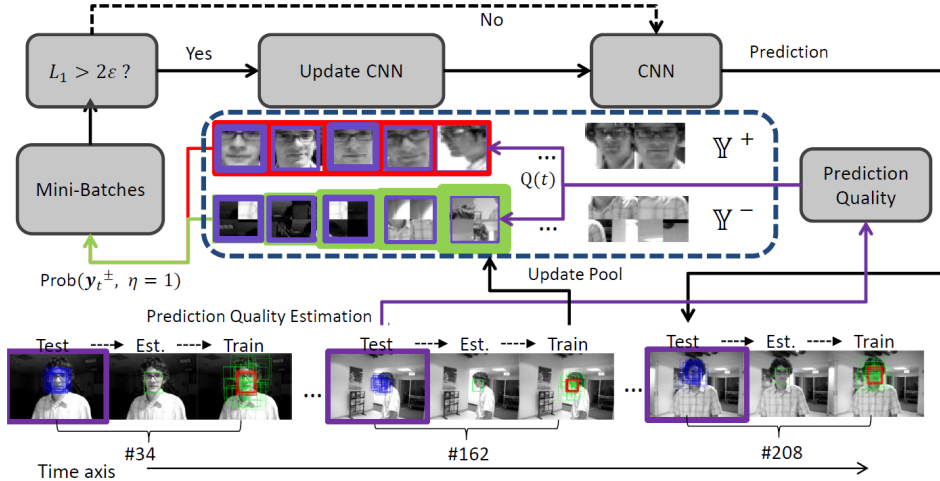 No
L₁ > 2ε ?
Yes
Update CNN
CNN
Prediction
Mini-Batches
...
Q(t)
...
𝕐⁺
𝕐⁻
Prediction
Quality
Prob(𝒚ₜ±, η = 1)
Update Pool
Prediction Quality Estimation
Test Est. Train
... Test Est. Train
... Test Est. Train
#34 #162 #208
Time axis